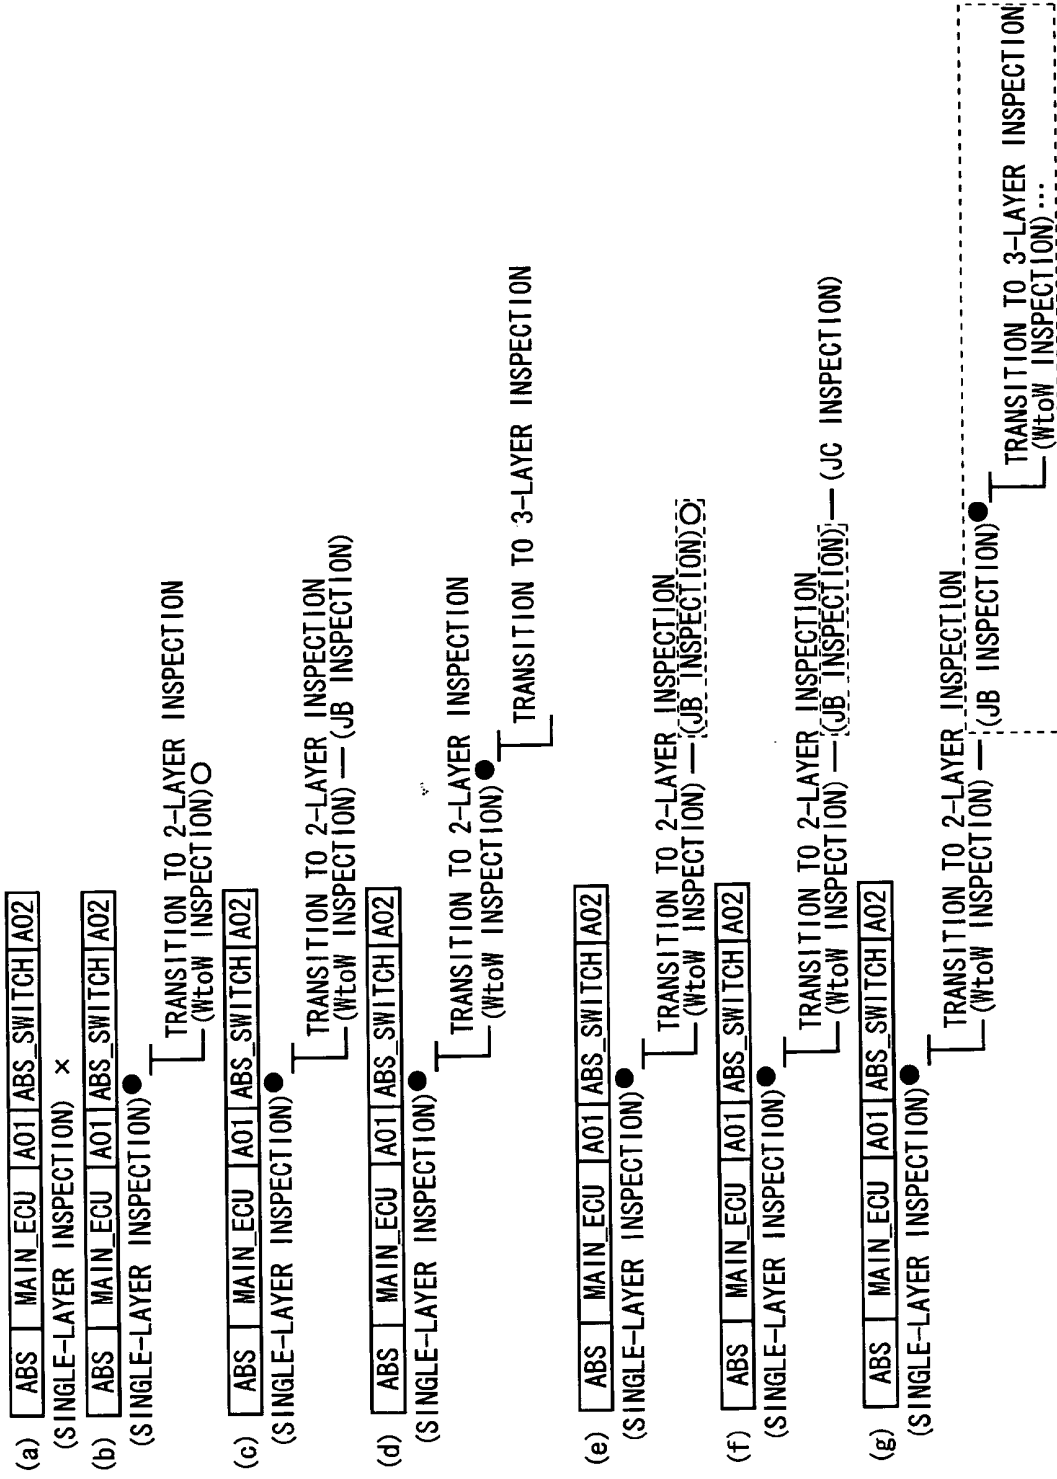 (a) ABS MAIN_ECU A01 ABS_SWITCH A02
(SINGLE-LAYER INSPECTION) ×
(b) ABS MAIN_ECU A01 ABS_SWITCH A02
(SINGLE-LAYER INSPECTION) ●
TRANSITION TO 2-LAYER INSPECTION
(WtoW INSPECTION) ○
(c) ABS MAIN_ECU A01 ABS_SWITCH A02
(SINGLE-LAYER INSPECTION) ●
TRANSITION TO 2-LAYER INSPECTION
(WtoW INSPECTION) — (JB INSPECTION)
(d) ABS MAIN_ECU A01 ABS_SWITCH A02
(SINGLE-LAYER INSPECTION) ●
TRANSITION TO 2-LAYER INSPECTION
(WtoW INSPECTION) ●
TRANSITION TO 3-LAYER INSPECTION
(e) ABS MAIN_ECU A01 ABS_SWITCH A02
(SINGLE-LAYER INSPECTION) ●
TRANSITION TO 2-LAYER INSPECTION
(WtoW INSPECTION) — (JB INSPECTION) ○
(f) ABS MAIN_ECU A01 ABS_SWITCH A02
(SINGLE-LAYER INSPECTION) ●
TRANSITION TO 2-LAYER INSPECTION
(WtoW INSPECTION) — (JB INSPECTION) — (JC INSPECTION)
(g) ABS MAIN_ECU A01 ABS_SWITCH A02
(SINGLE-LAYER INSPECTION) ●
TRANSITION TO 2-LAYER INSPECTION
(WtoW INSPECTION) — (JB INSPECTION) ●
TRANSITION TO 3-LAYER INSPECTION
(WtoW INSPECTION)...